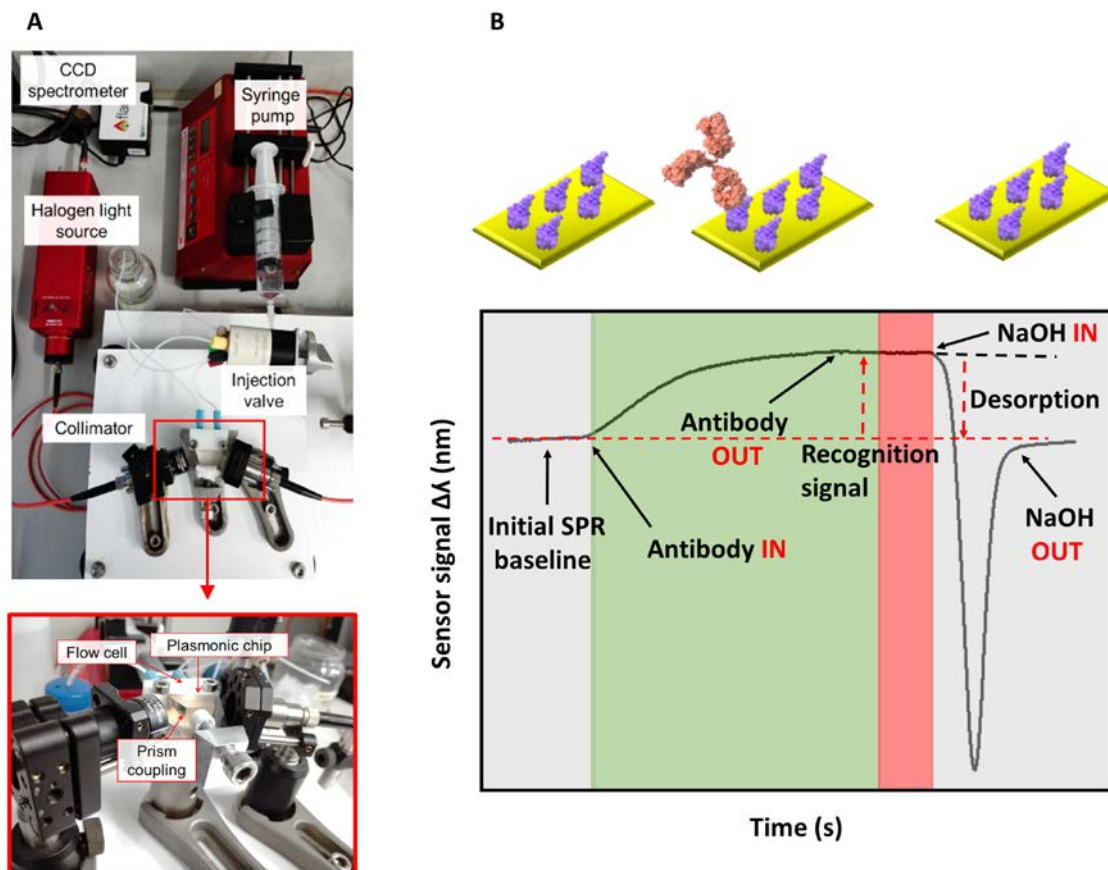 A
CCD
spectrometer
Syringe
pump
Halogen light
source
Injection
valve
Collimator
Flow cell
Plasmonic chip
Prism
coupling
B
Sensor signal Δλ (nm)
NaOH IN
Desorption
Antibody
OUT
Recognition
signal
Initial SPR
baseline
Antibody IN
NaOH
OUT
Time (s)